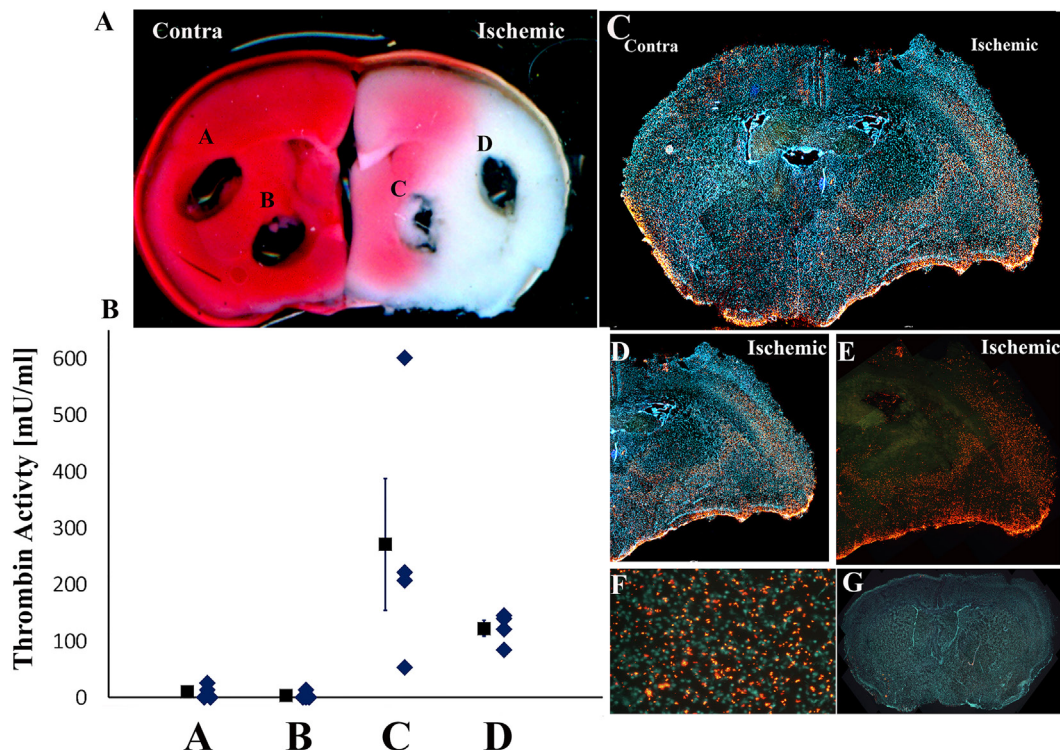 A
Contra
Ischemic
A
B
C
D
B
Thrombin Activty [mU/ml]
600
500
400
300
200
100
0
A
B
C
D
C
Contra
Ischemic
D
Ischemic
E
Ischemic
F
G